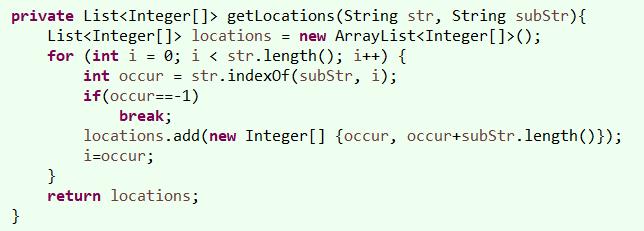 private List<Integer[]> getLocations(String str, String subStr){
    List<Integer[]> locations = new ArrayList<Integer[]>();
    for (int i = 0; i < str.length(); i++) {
        int occur = str.indexOf(subStr, i);
        if(occur==-1)
            break;
        locations.add(new Integer[] {occur, occur+subStr.length()});
        i=occur;
    }
    return locations;
}